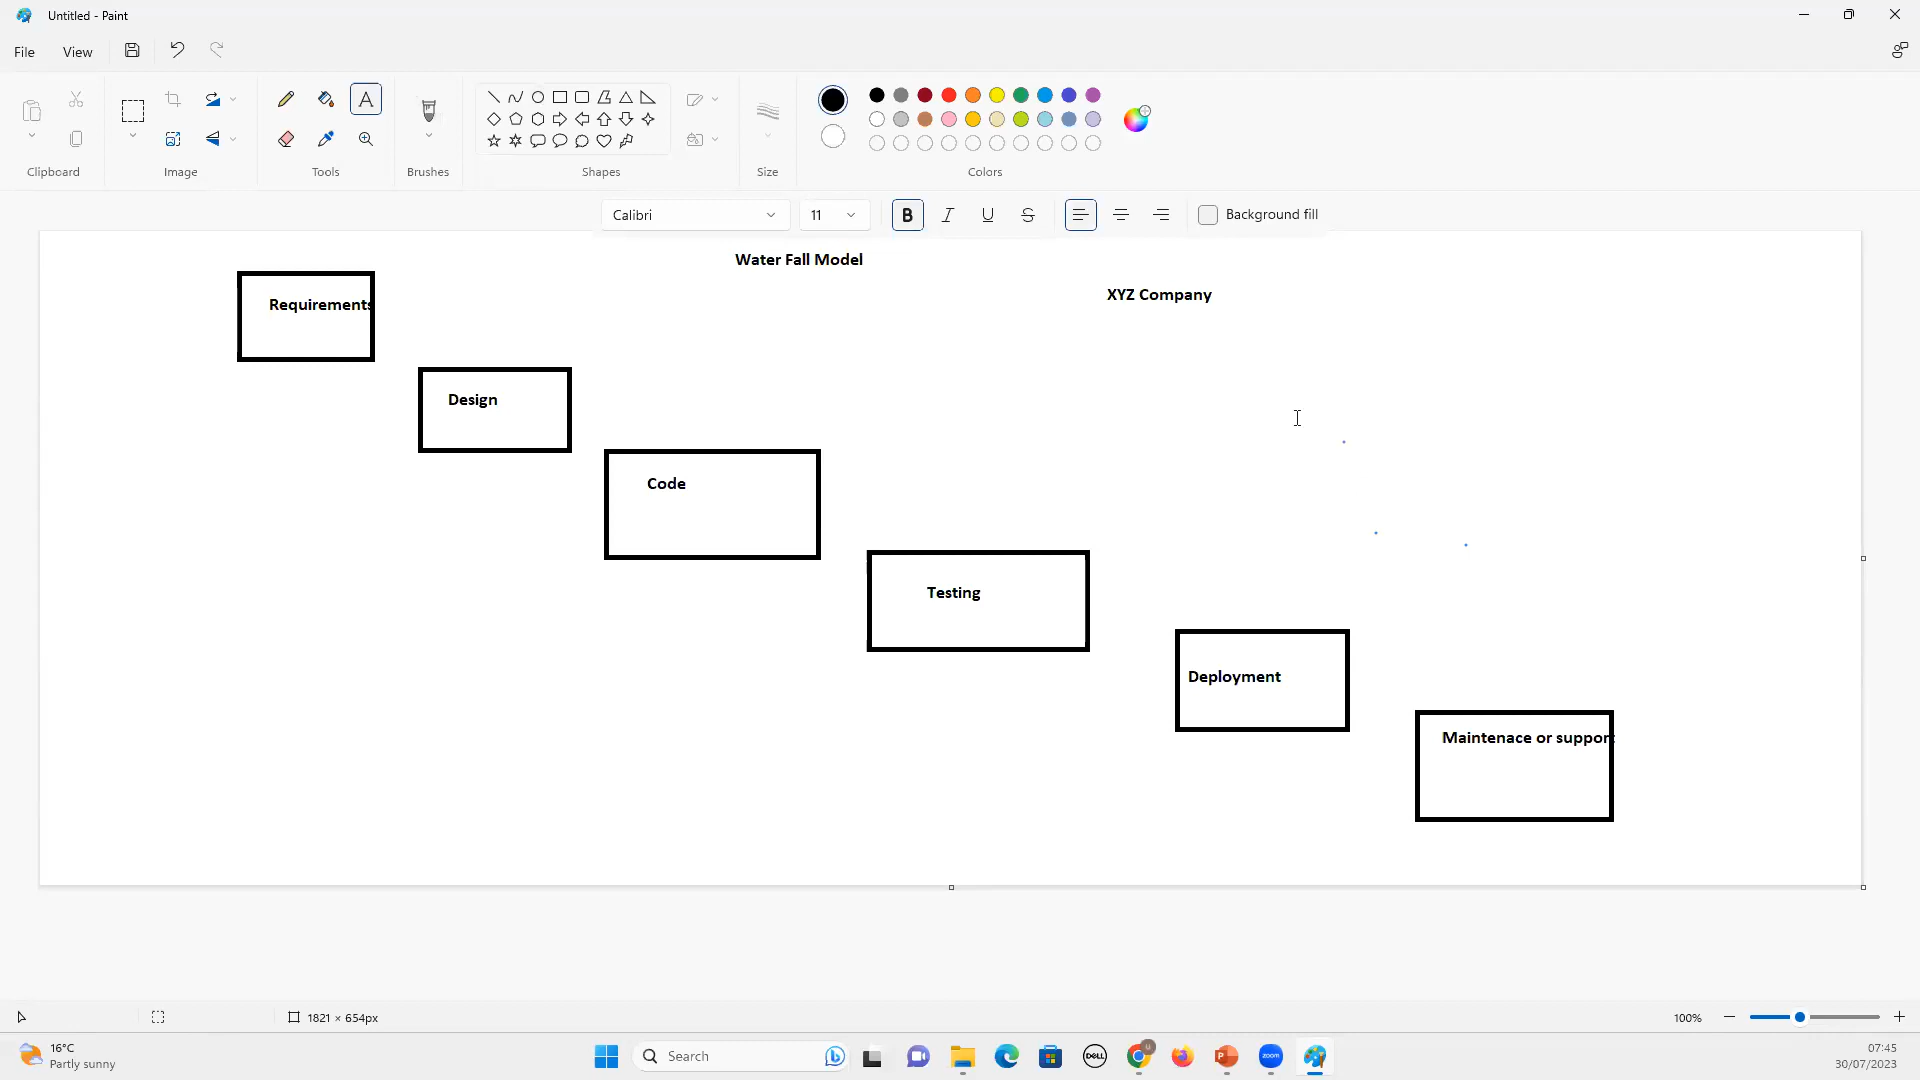 Untitled - Paint
File
View
Clipboard
Image
Tools
Brushes
Shapes
Size
Colors
Calibri
11
B
I
U
Background fill
Water Fall Model
XYZ Company
Requirements
Design
Code
Testing
Deployment
Maintenace or support
1821 × 654px
100%
16°C
Partly sunny
Search
DELL
zoom
07:45
30/07/2023